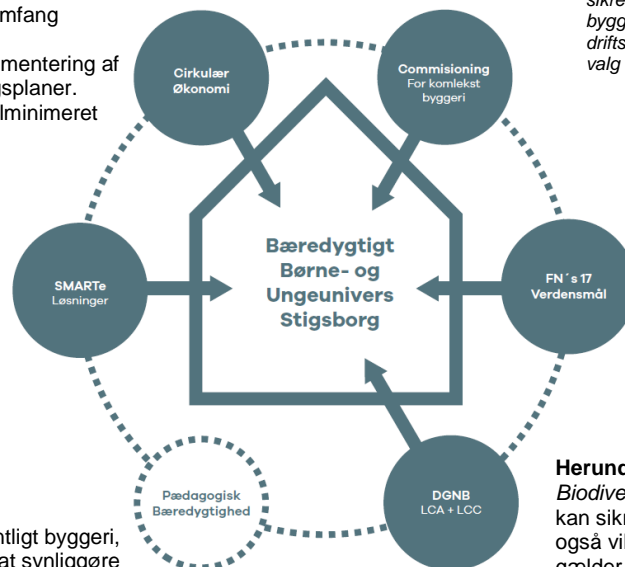 mfang
mentering af
gsplaner.
lminimeret
sikre
bygg
drifts
valg
Cirkulær
Økonomi
Commisioning
For komlekst
byggeri
Bæredygtigt
Børne- og
Ungeunivers
Stigsborg
SMARTe
Løsninger
FN´s 17
Verdensmål
Pædagogisk
Bæredygtighed
DGNB
LCA + LCC
ntligt byggeri,
at synliggøre
Herund
Biodive
kan sikr
også vil
gælder